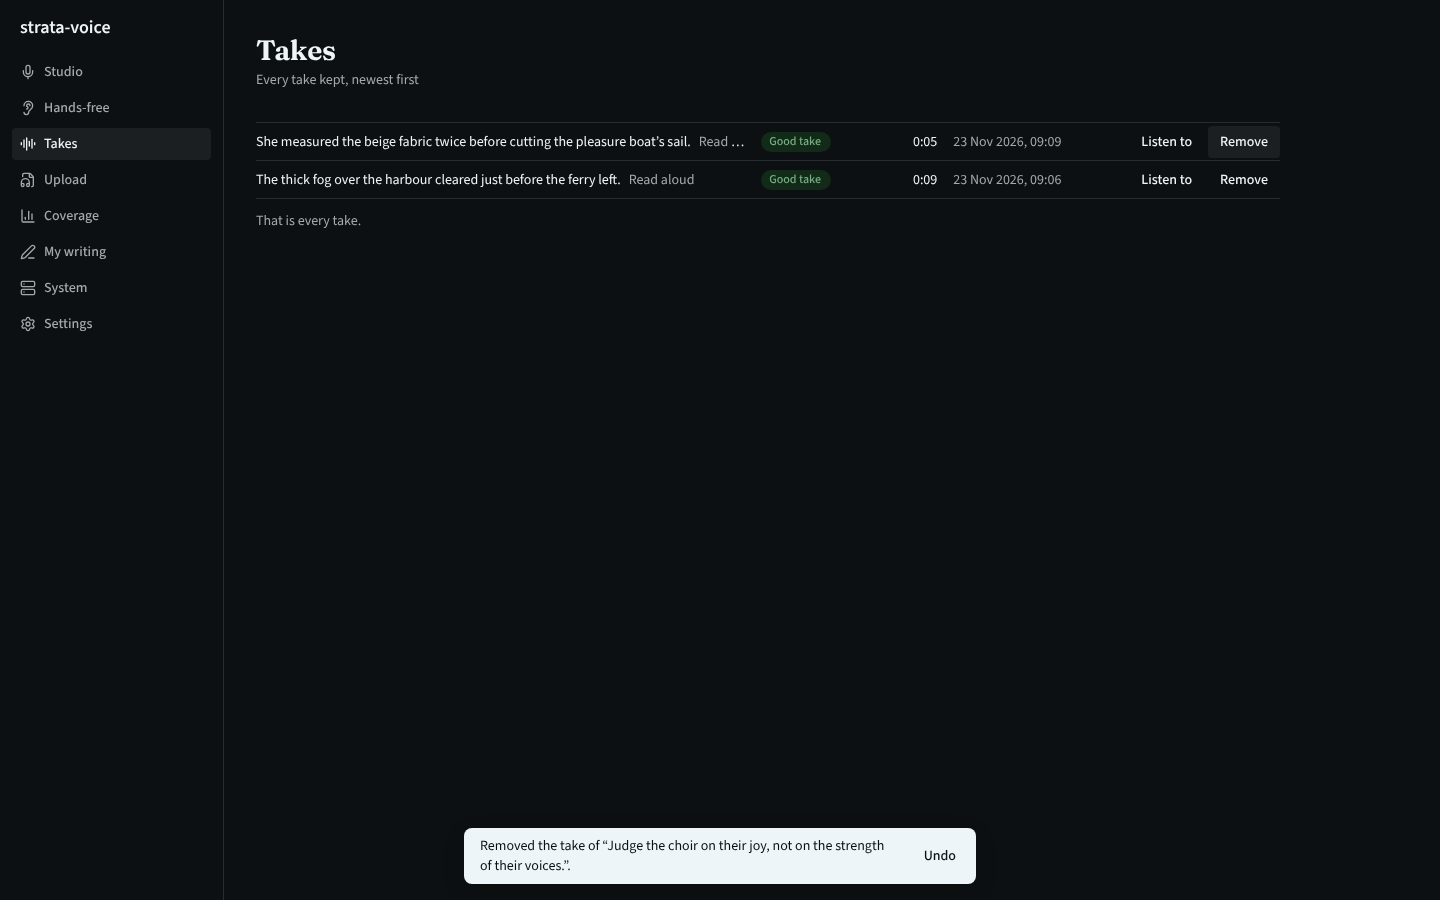 strata-voice
Studio
Hands-free
Takes
Upload
Coverage
My writing
System
Settings
Takes
Every take kept, newest first
She measured the beige fabric twice before cutting the pleasure boat’s sail. Read … Good take 0:05 23 Nov 2026, 09:09 Listen to Remove
The thick fog over the harbour cleared just before the ferry left. Read aloud Good take 0:09 23 Nov 2026, 09:06 Listen to Remove
That is every take.
Removed the take of “Judge the choir on their joy, not on the strength
of their voices.”.
Undo